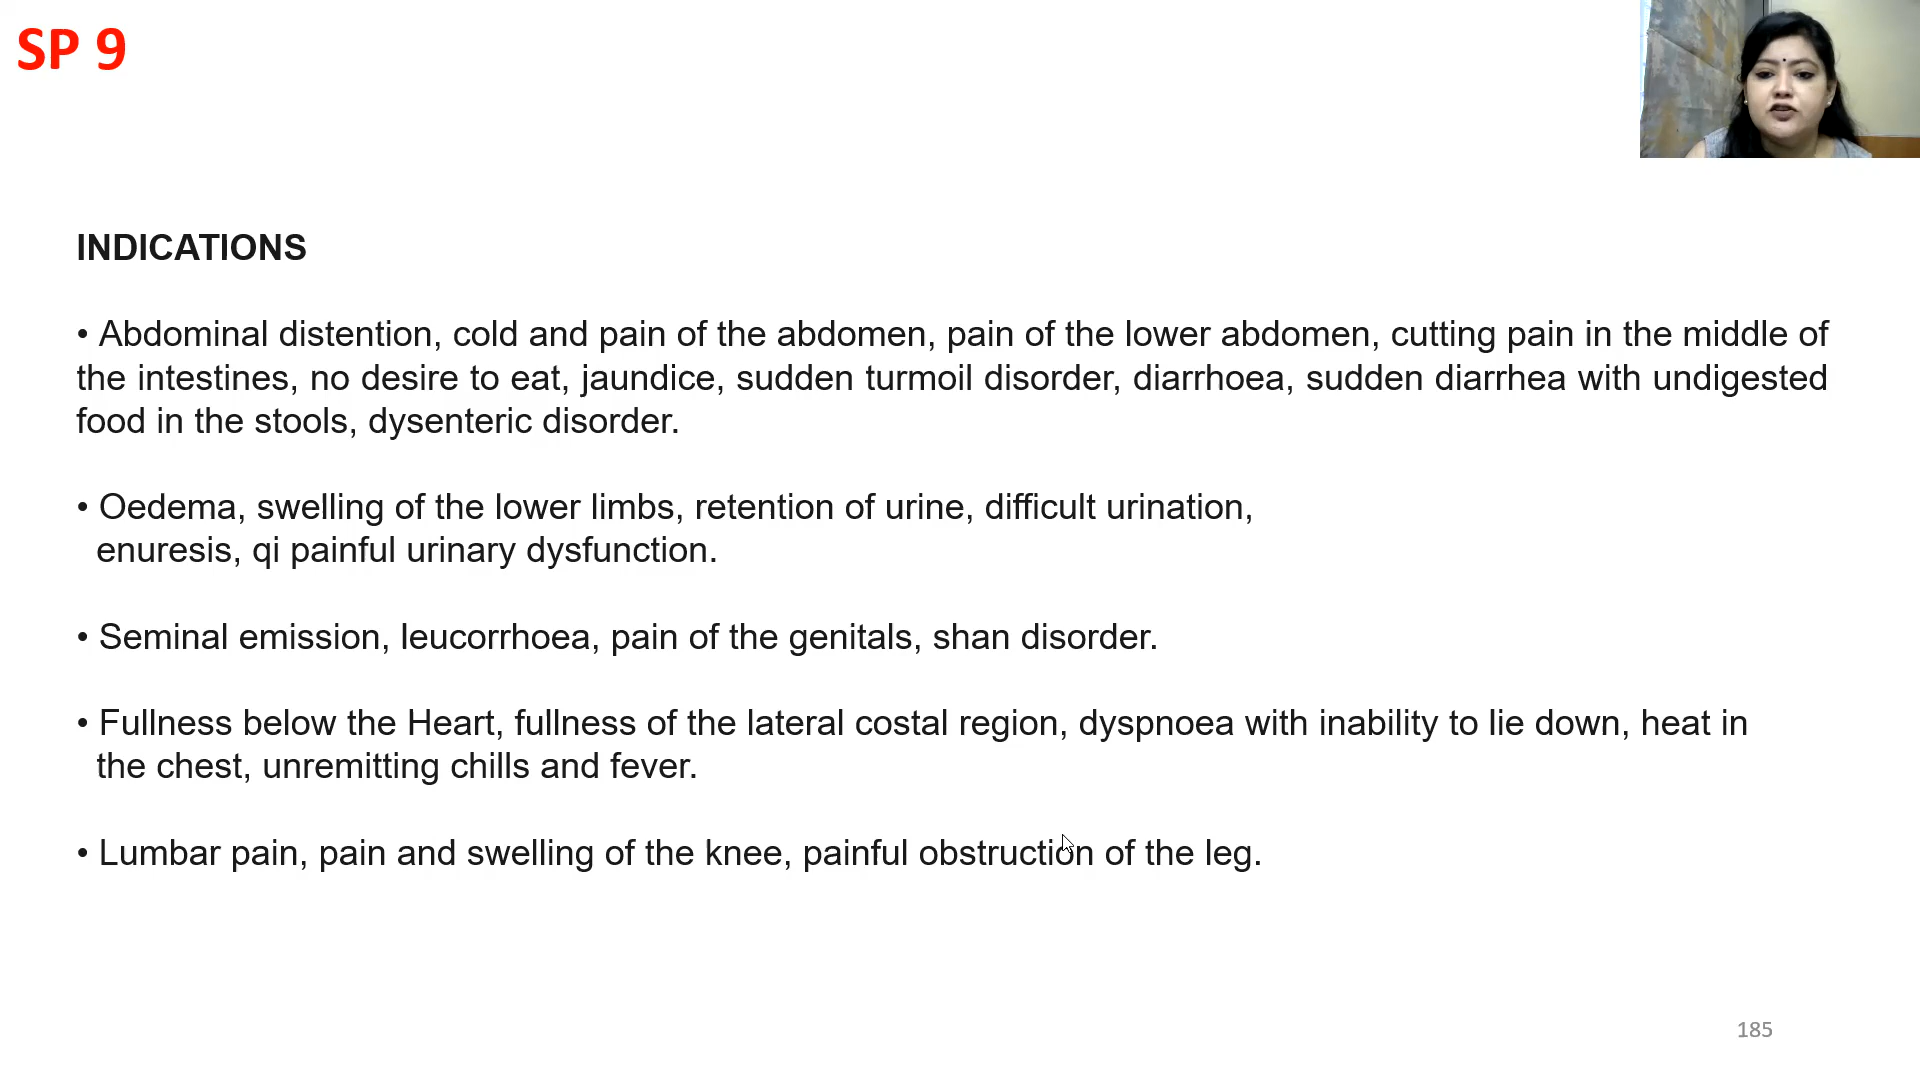 SP 9
INDICATIONS
• Abdominal distention, cold and pain of the abdomen, pain of the lower abdomen, cutting pain in the middle of
the intestines, no desire to eat, jaundice, sudden turmoil disorder, diarrhoea, sudden diarrhea with undigested
food in the stools, dysenteric disorder.
• Oedema, swelling of the lower limbs, retention of urine, difficult urination,
enuresis, qi painful urinary dysfunction.
• Seminal emission, leucorrhoea, pain of the genitals, shan disorder.
• Fullness below the Heart, fullness of the lateral costal region, dyspnoea with inability to lie down, heat in
the chest, unremitting chills and fever.
• Lumbar pain, pain and swelling of the knee, painful obstruction of the leg.
185